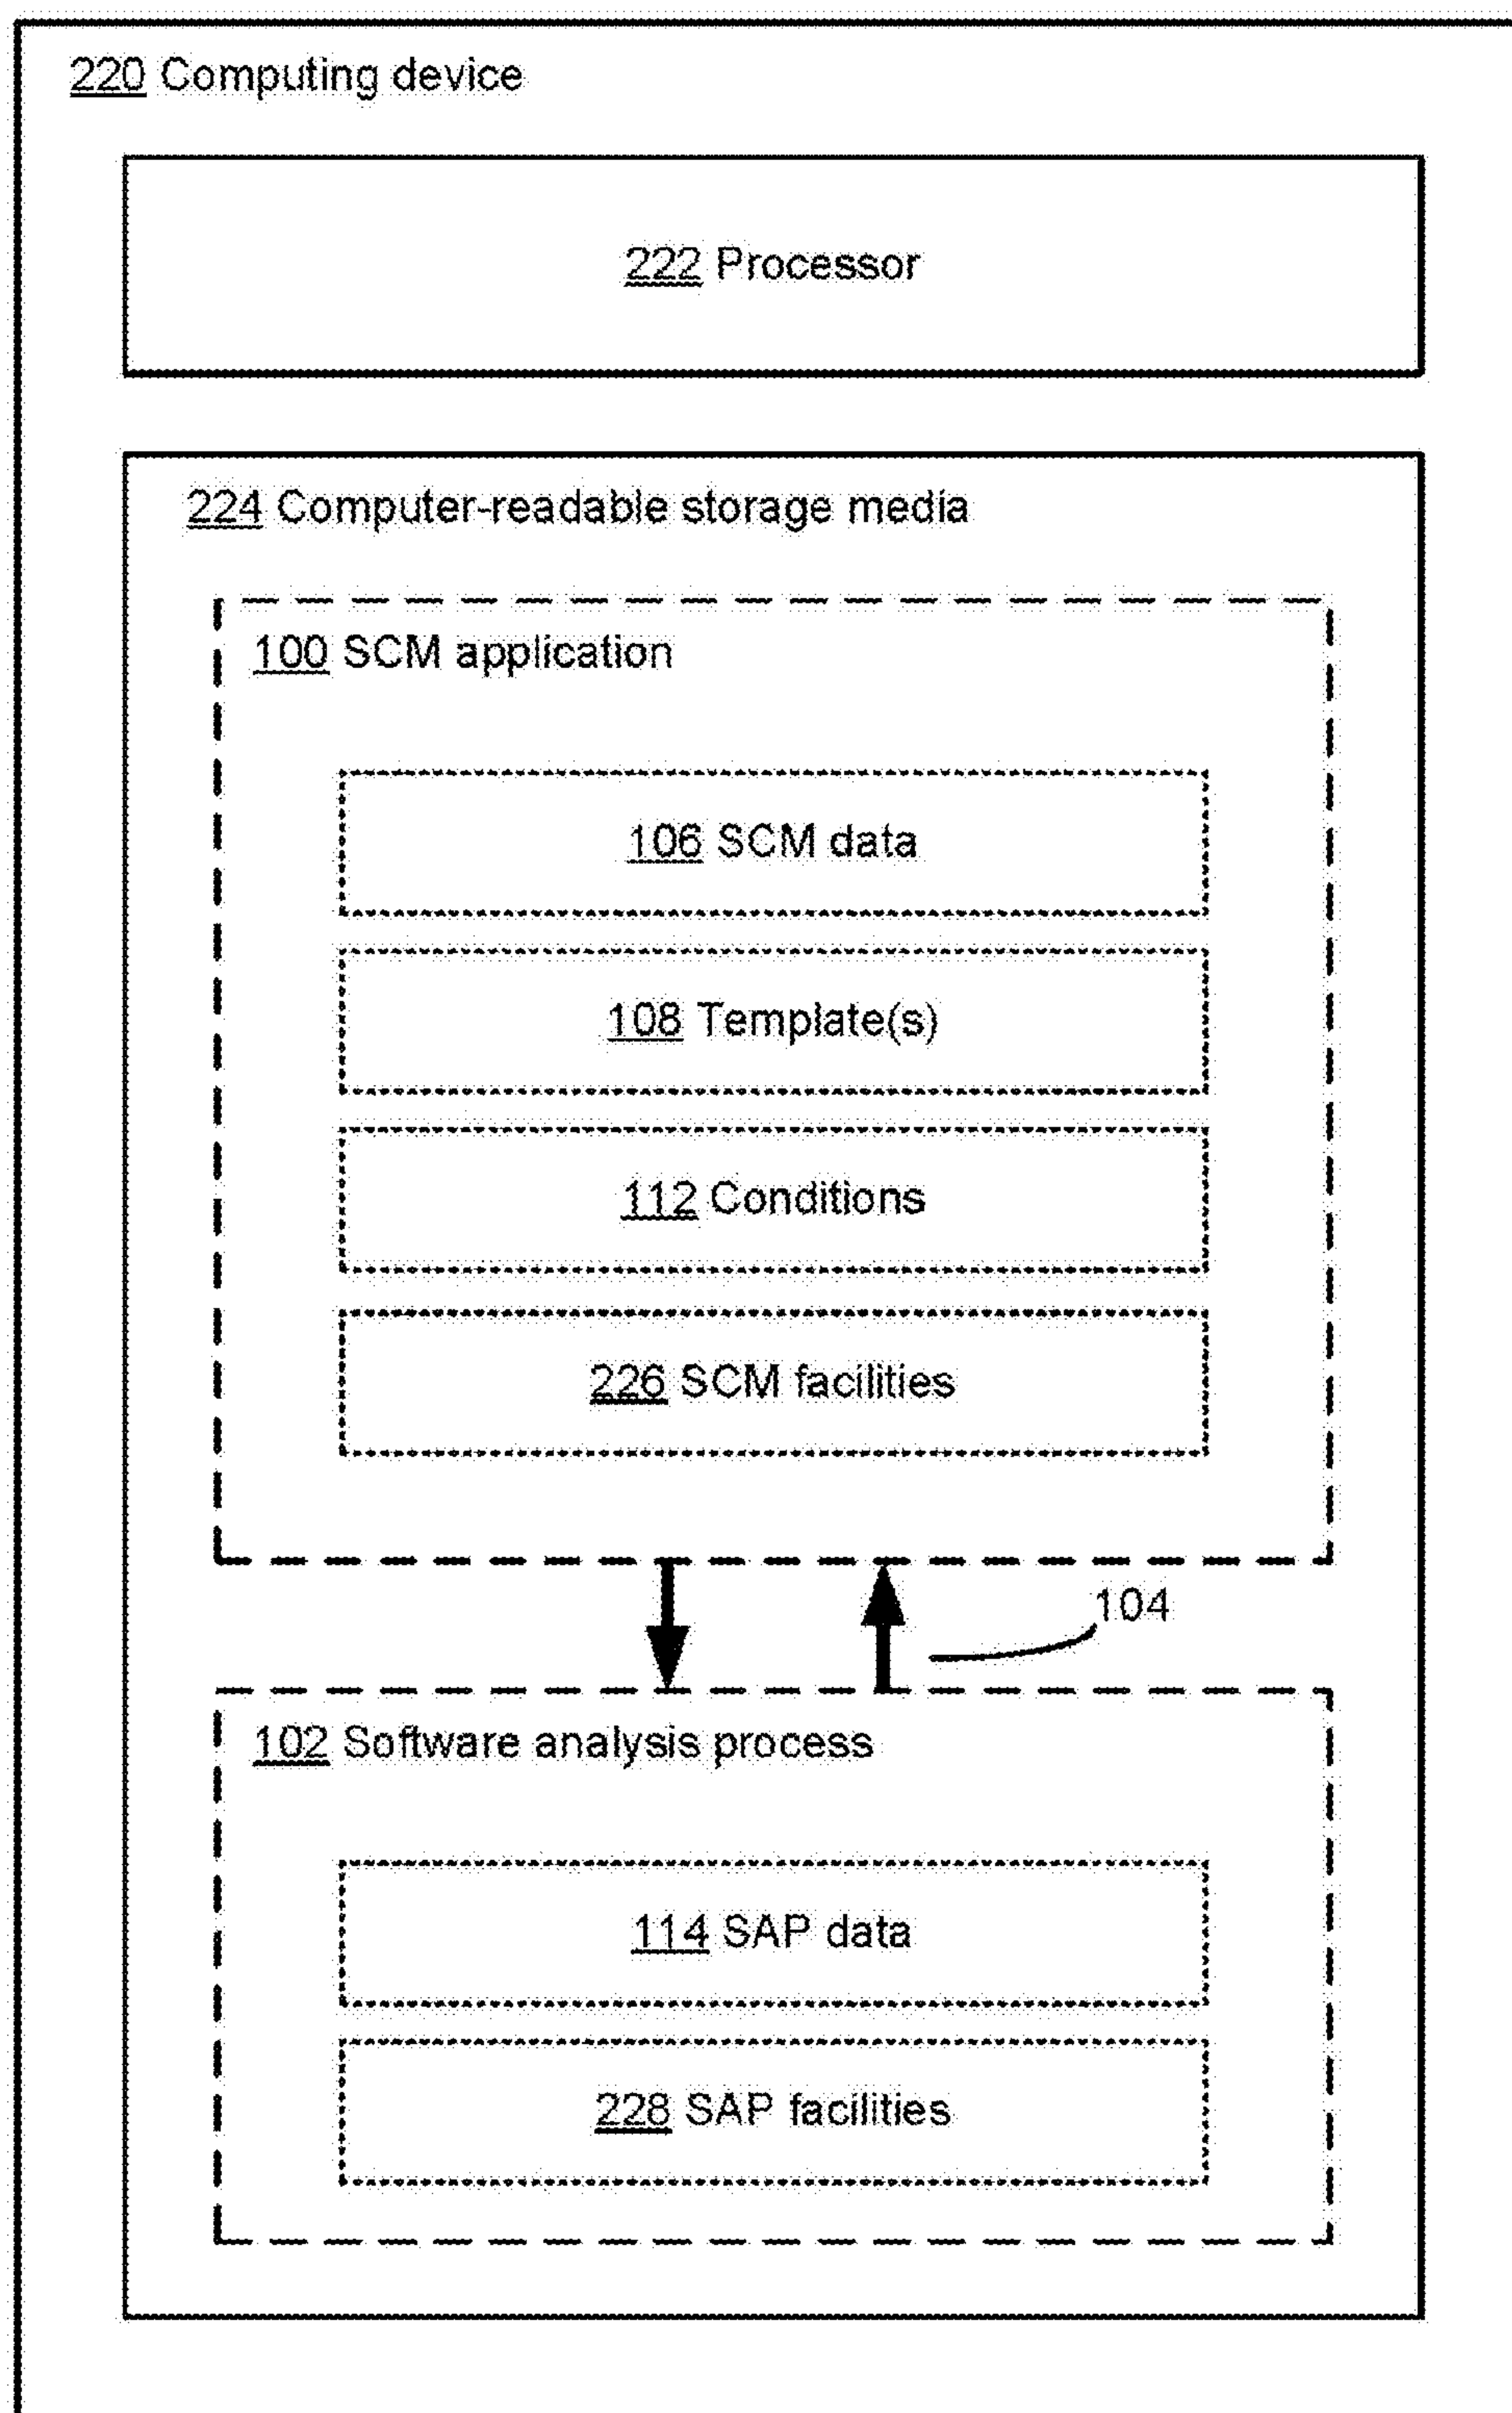 220 Computing device
222 Processor
224 Computer-readable storage media
100 SCM application
106 SCM data
108 Template(s)
112 Conditions
226 SCM facilities
104
102 Software analysis process
114 SAP data
228 SAP facilities